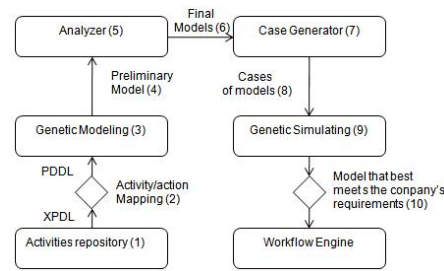 Final
Models (6)
Analyzer (5)
Case Generator (7)
Preliminary
Model (4)
Cases
of models (8)
Genetic Modeling (3)
Genetic Simulating (9)
PDDL
Activity/action
Mapping (2)
Model that best
meets the company's
requirements (10)
XPDL
Activities repository (1)
Workflow Engine